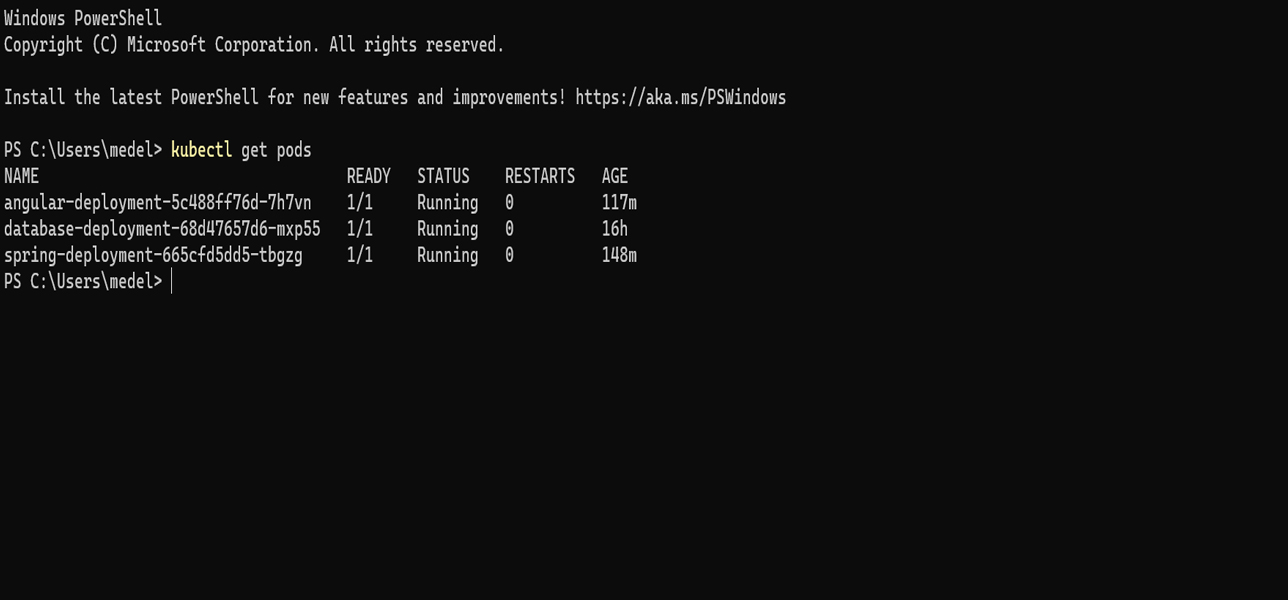 Windows PowerShell
Copyright (C) Microsoft Corporation. All rights reserved.
Install the latest PowerShell for new features and improvements! https://aka.ms/PSWindows
PS C:\Users\medel> kubectl get pods
NAME READY STATUS RESTARTS AGE
angular-deployment-5c488ff76d-7h7vn 1/1 Running 0 117m
database-deployment-68d47657d6-mxp55 1/1 Running 0 16h
spring-deployment-665cfd5dd5-tbgzg 1/1 Running 0 148m
PS C:\Users\medel>